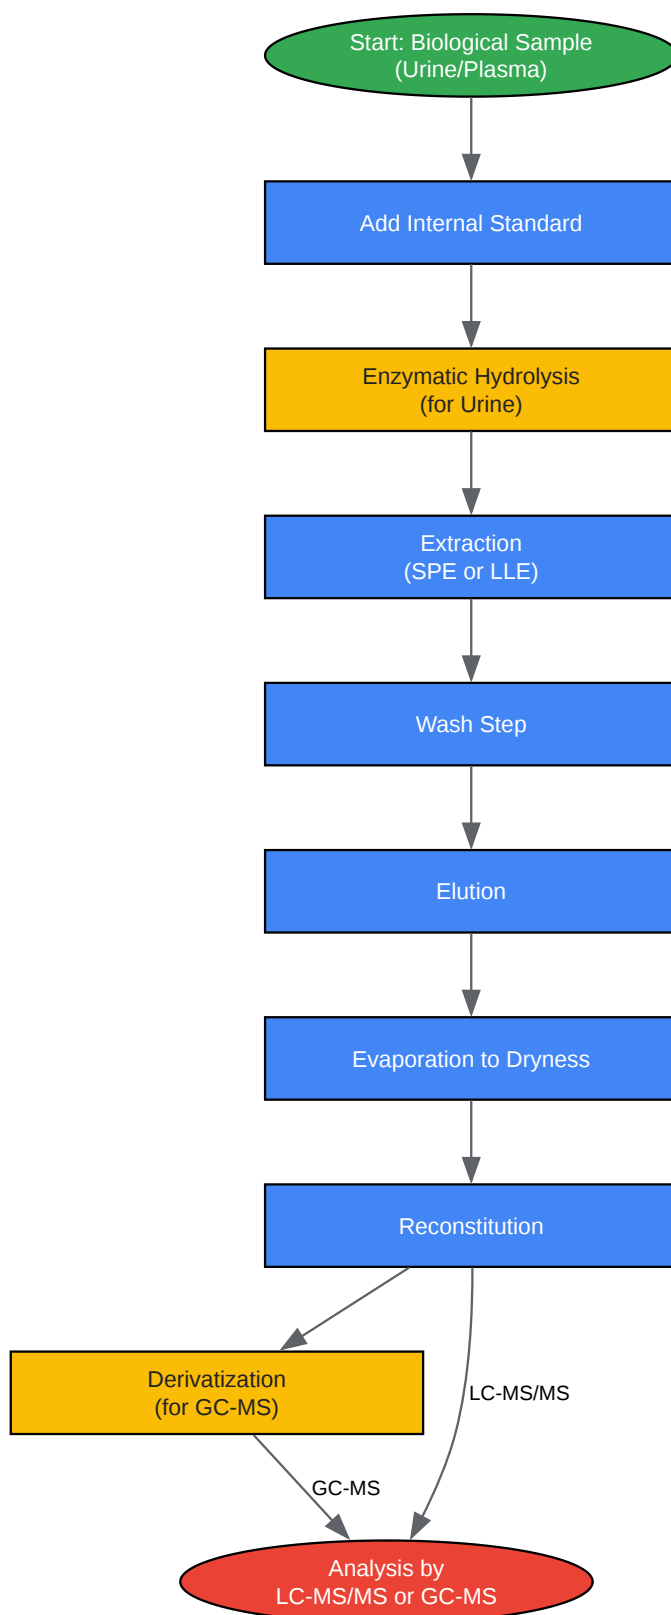 Start: Biological Sample
(Urine/Plasma)
Add Internal Standard
Enzymatic Hydrolysis
(for Urine)
Extraction
(SPE or LLE)
Wash Step
Elution
Evaporation to Dryness
Reconstitution
Derivatization
(for GC-MS)
LC-MS/MS
GC-MS
Analysis by
LC-MS/MS or GC-MS